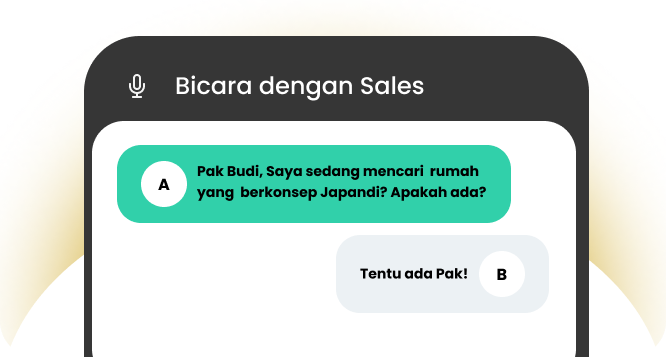 Bicara dengan Sales
A
Pak Budi, Saya sedang mencari rumah
yang berkonsep Japandi? Apakah ada?
Tentu ada Pak!
B